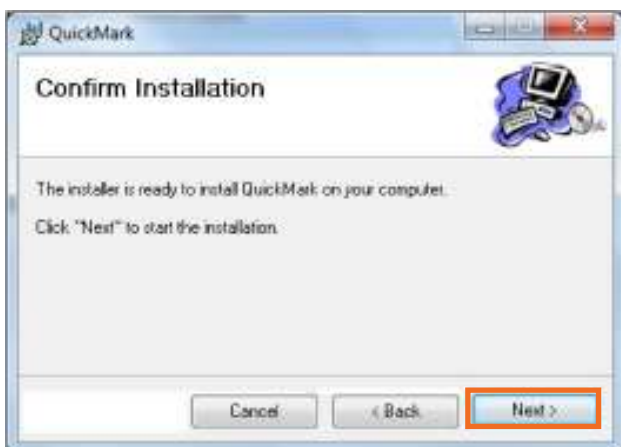 QuickMark
Confirm Installation
The installer is ready to install QuickMark on your computer.
Click "Next" to start the installation.
Cancel
< Back
Next >